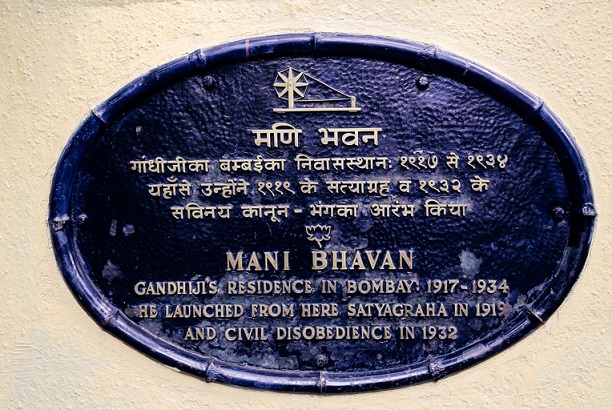 मणि भवन
गांधीजीका बम्बईका निवासस्थान: १९१७ से १९३४
यहाँसे उन्होंने १९१९ के सत्याग्रह व १९३२ के
सविनय कानून - भंगका आरंभ किया
MANI BHAVAN
GANDHIJI'S RESIDENCE IN BOMBAY: 1917-1934
HE LAUNCHED FROM HERE SATYAGRAHA IN 1919
AND CIVIL DISOBEDIENCE IN 1932